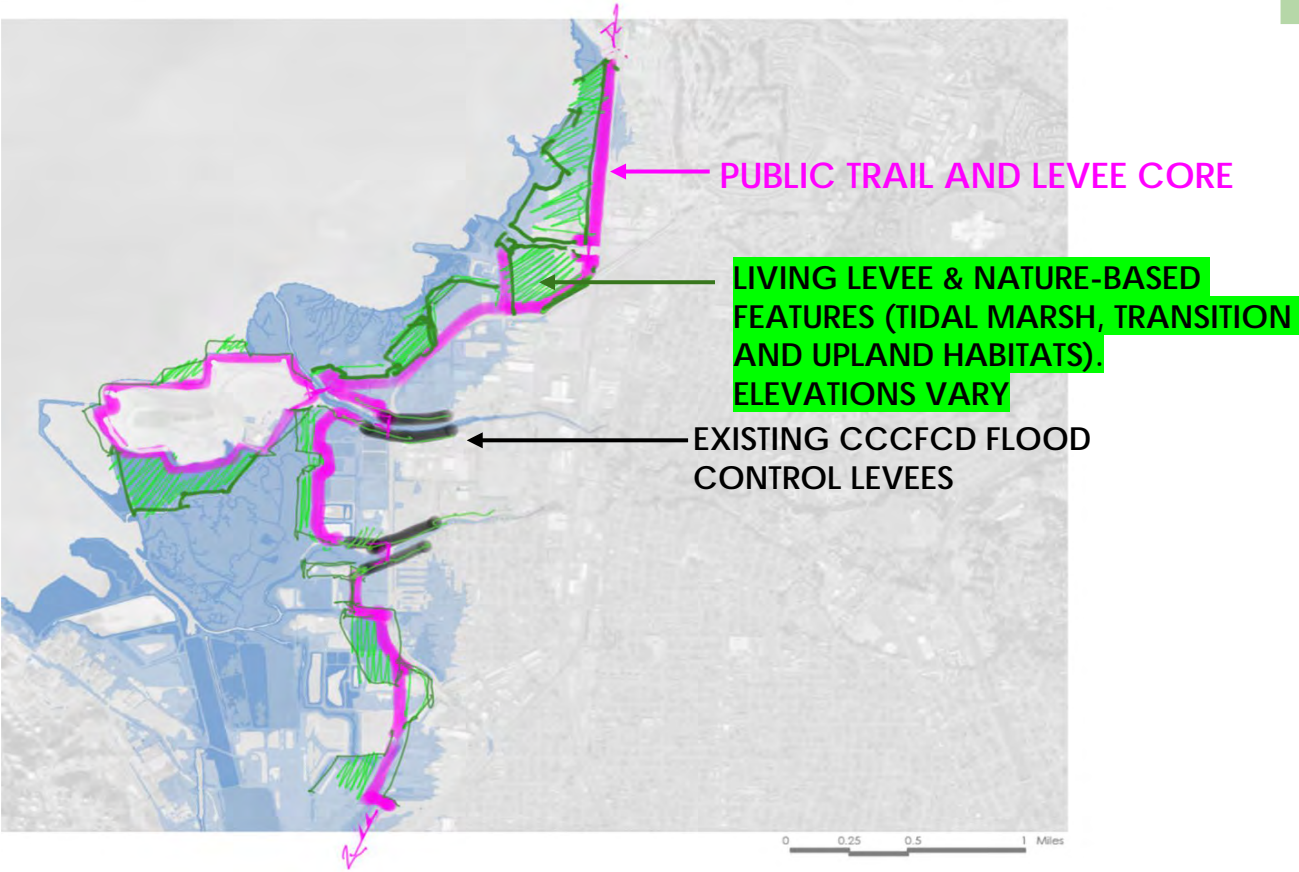 PUBLIC TRAIL AND LEVEE CORE
LIVING LEVEE & NATURE-BASED
FEATURES (TIDAL MARSH, TRANSITION
AND UPLAND HABITATS).
ELEVATIONS VARY
EXISTING CCCFCD FLOOD
CONTROL LEVEES
0 0.25 0.5 1 Miles